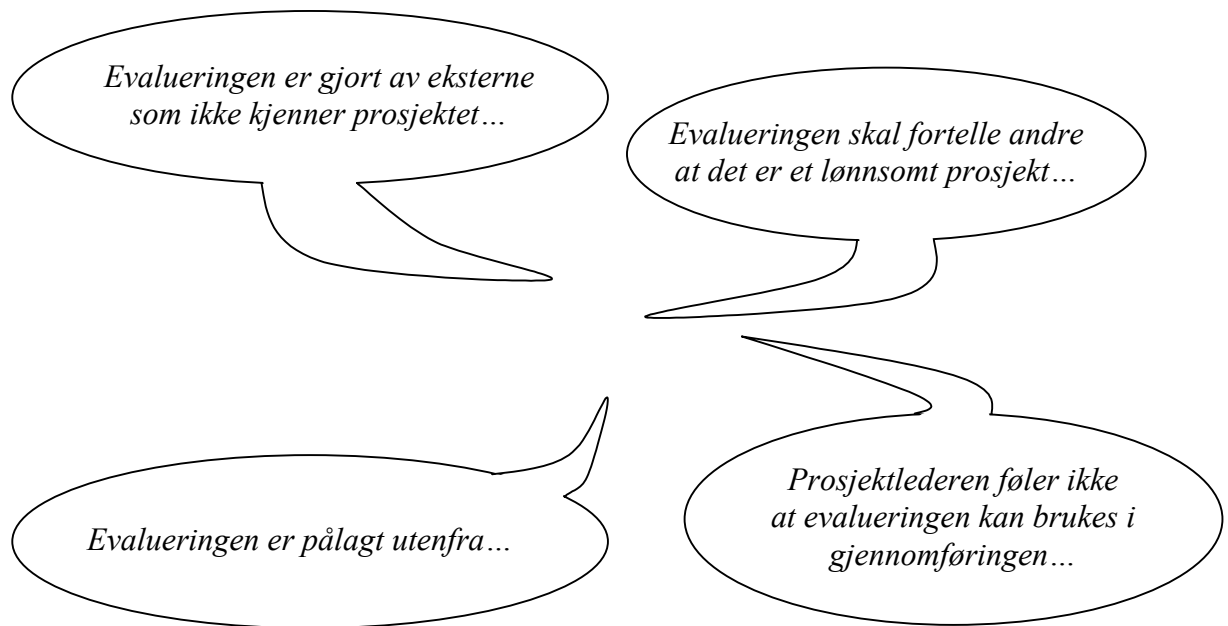 Evalueringen er gjort av eksterne
som ikke kjenner prosjektet…
Evalueringen skal fortelle andre
at det er et lønnsomt prosjekt…
Evalueringen er pålagt utenfra…
Prosjektlederen føler ikke
at evalueringen kan brukes i
gjennomføringen…